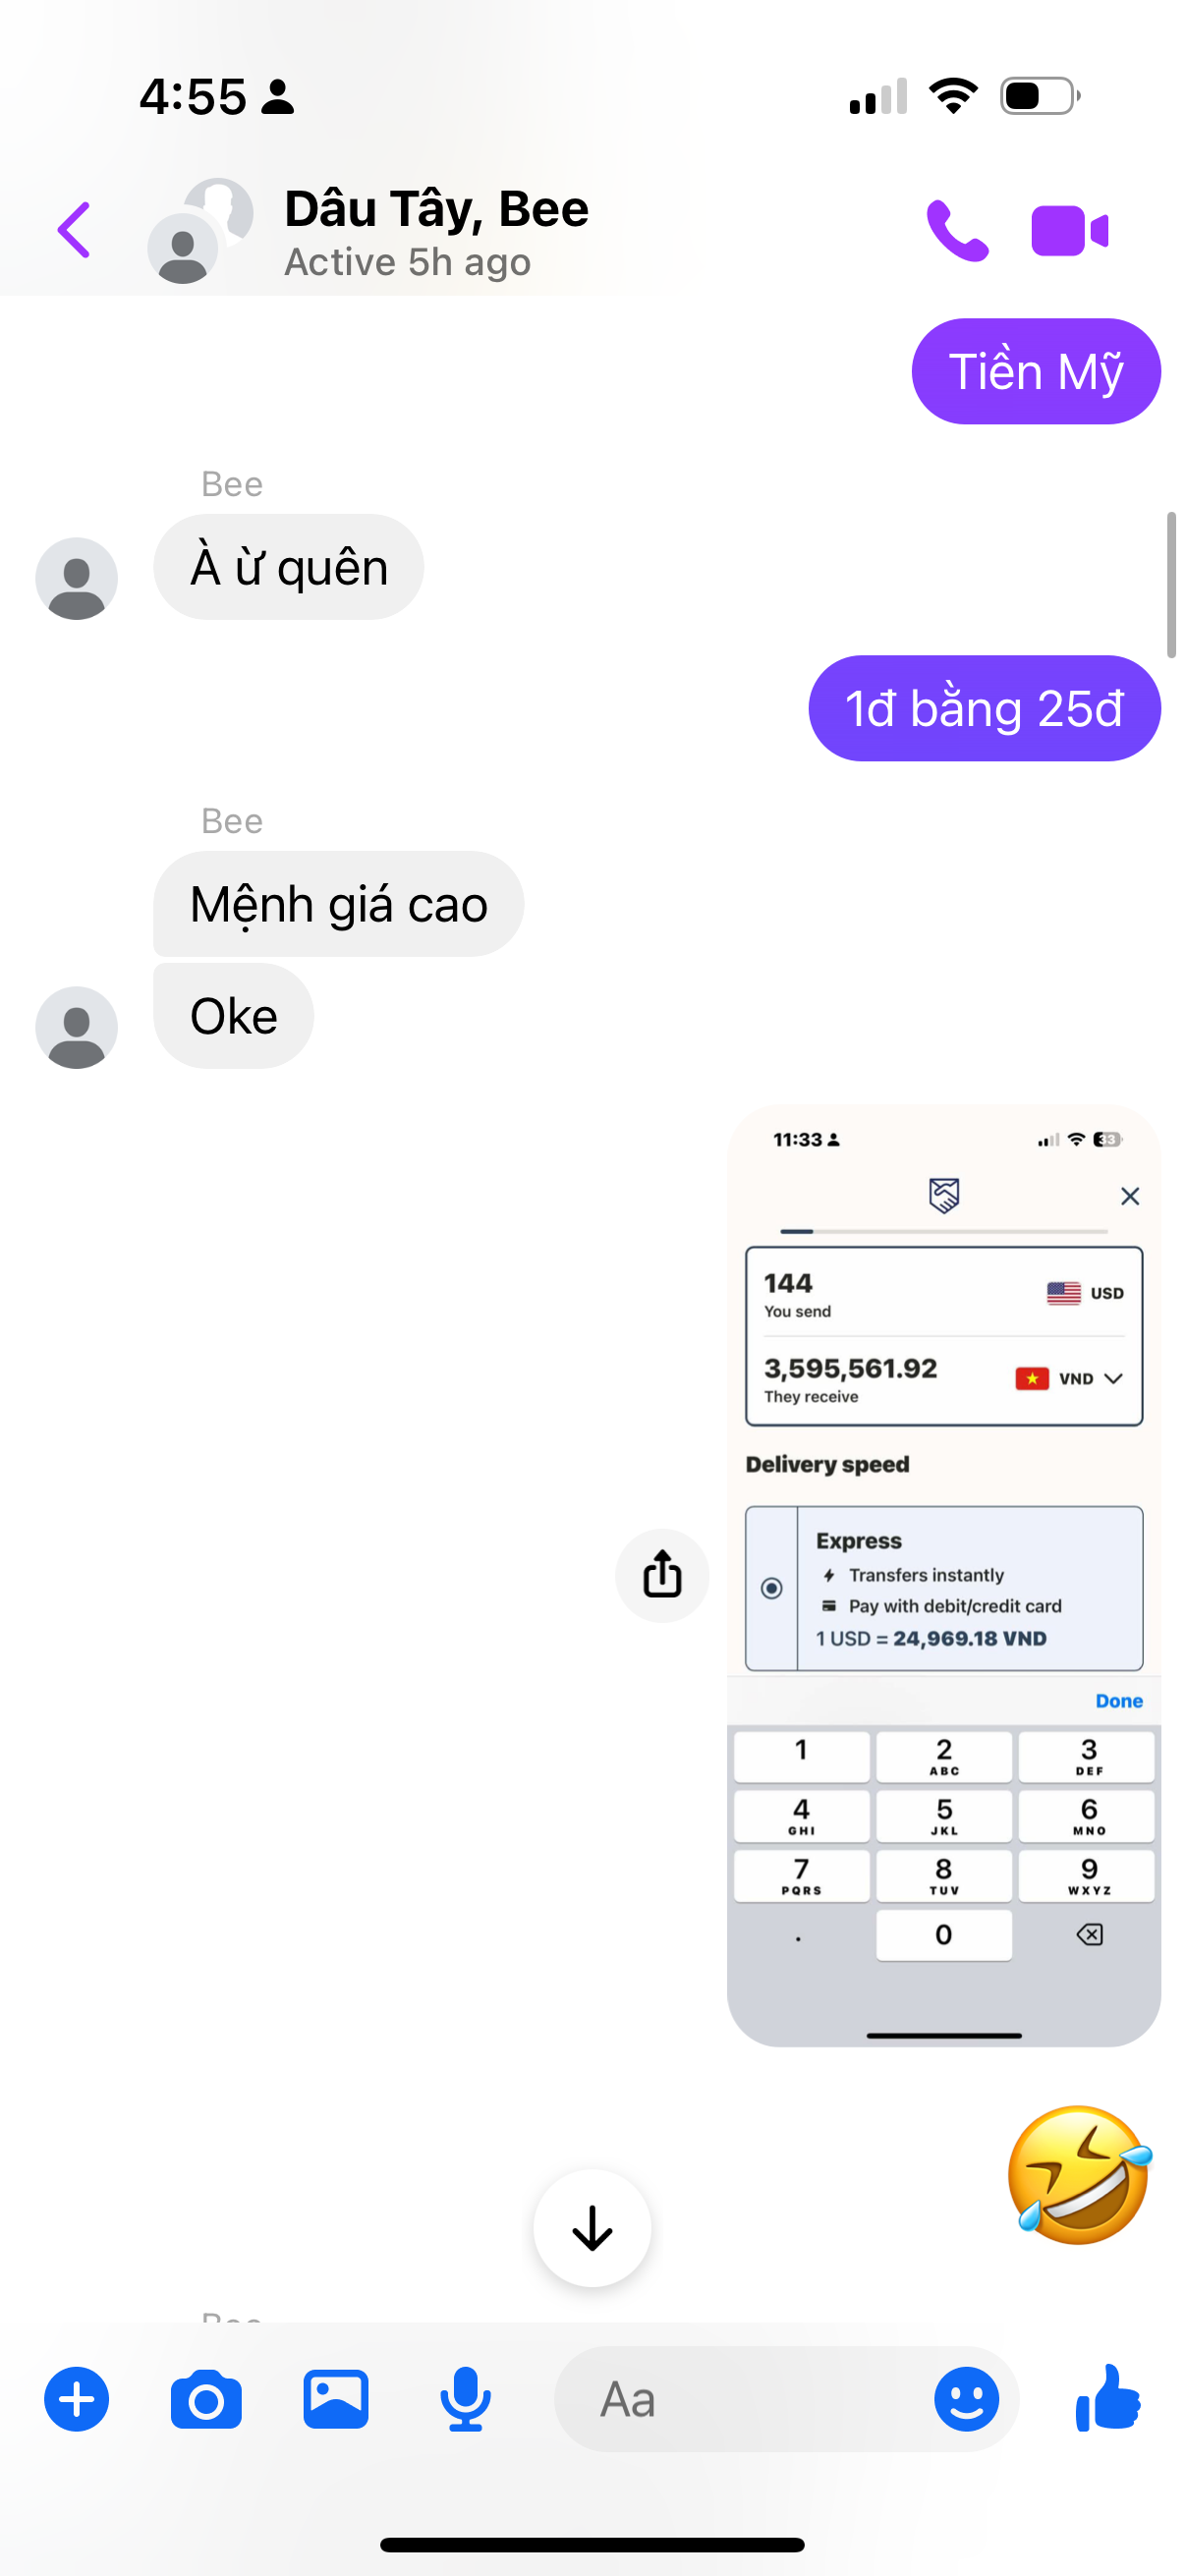 4:55
Dâu Tây, Bee
Active 5h ago
Tiền Mỹ
Bee
À ừ quên
1đ bằng 25đ
Bee
Mệnh giá cao
Oke
11:33
33
144
USD
You send
3,595,561.92
VND
They receive
Delivery speed
Express
Transfers instantly
Pay with debit/credit card
1 USD = 24,969.18 VND
Done
1 2 3
ABC DEF
4 5 6
GHI JKL MNO
7 8 9
PQRS TUV WXYZ
. 0
Aa